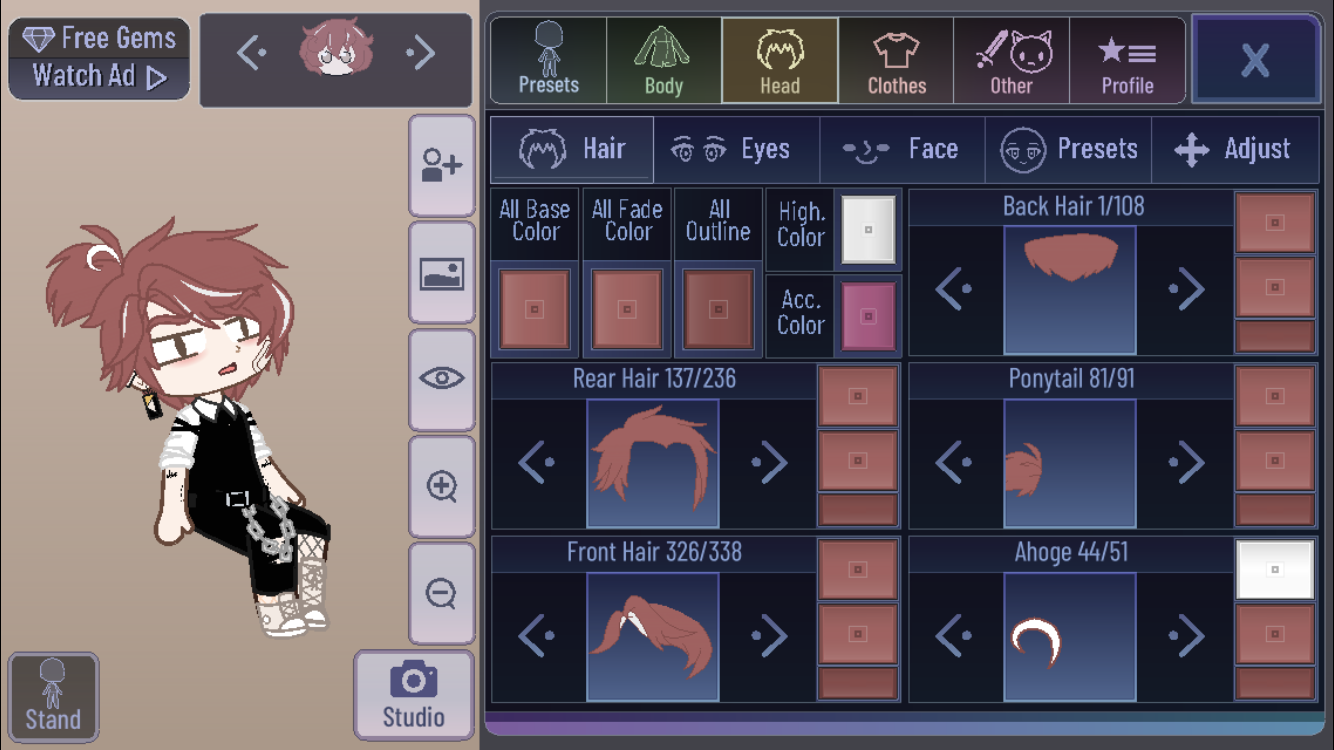 Free Gems
Watch Ad
Presets
Body
Head
Clothes
Other
Profile
X
Hair
Eyes
Face
Presets
Adjust
All Base
Color
All Fade
Color
All
Outline
High.
Color
Acc.
Color
Back Hair 1/108
Rear Hair 137/236
Ponytail 81/91
Front Hair 326/338
Ahoge 44/51
Stand
Studio